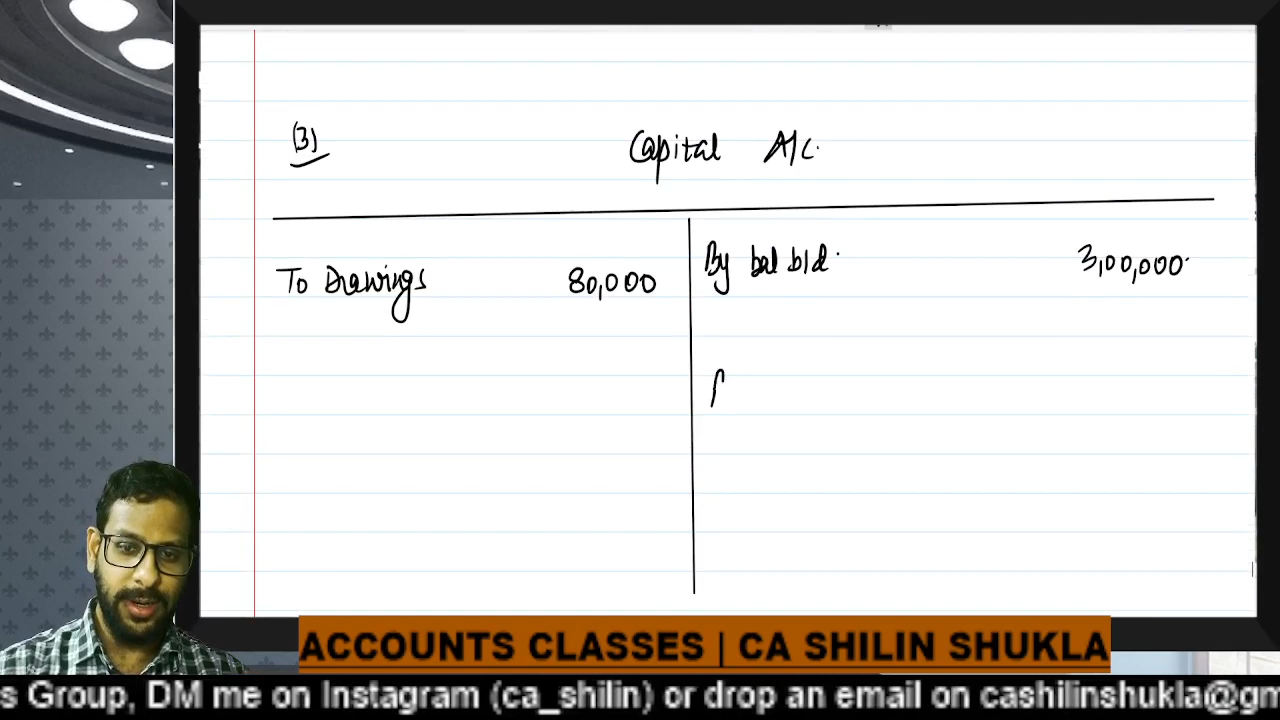 (3)
Capital A/c.
To Drawings 80,000
By bal b/d. 3,00,000.
ACCOUNTS CLASSES | CA SHILIN SHUKLA
s Group, DM me on Instagram (ca_shilin) or drop an email on cashilinshukla@gm